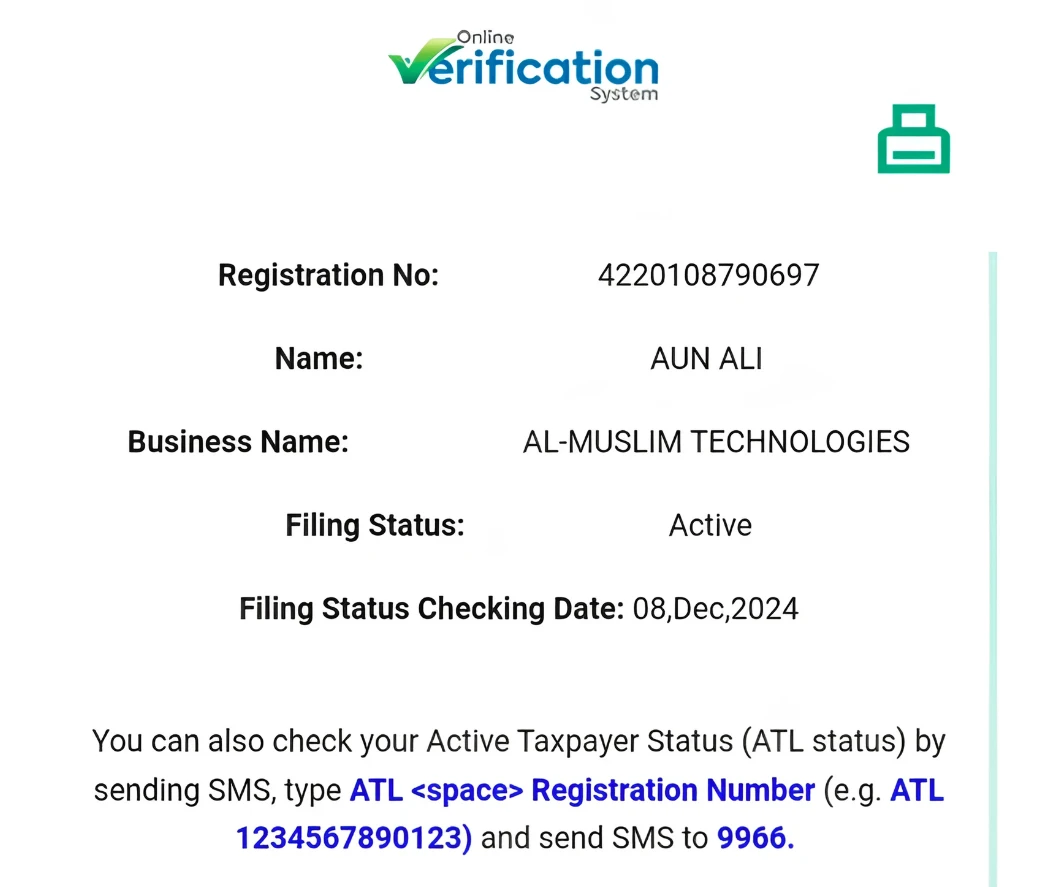 Online
Verification
System
Registration No: 4220108790697
Name: AUN ALI
Business Name: AL-MUSLIM TECHNOLOGIES
Filing Status: Active
Filing Status Checking Date: 08,Dec,2024
You can also check your Active Taxpayer Status (ATL status) by
sending SMS, type ATL <space> Registration Number (e.g. ATL
1234567890123) and send SMS to 9966.